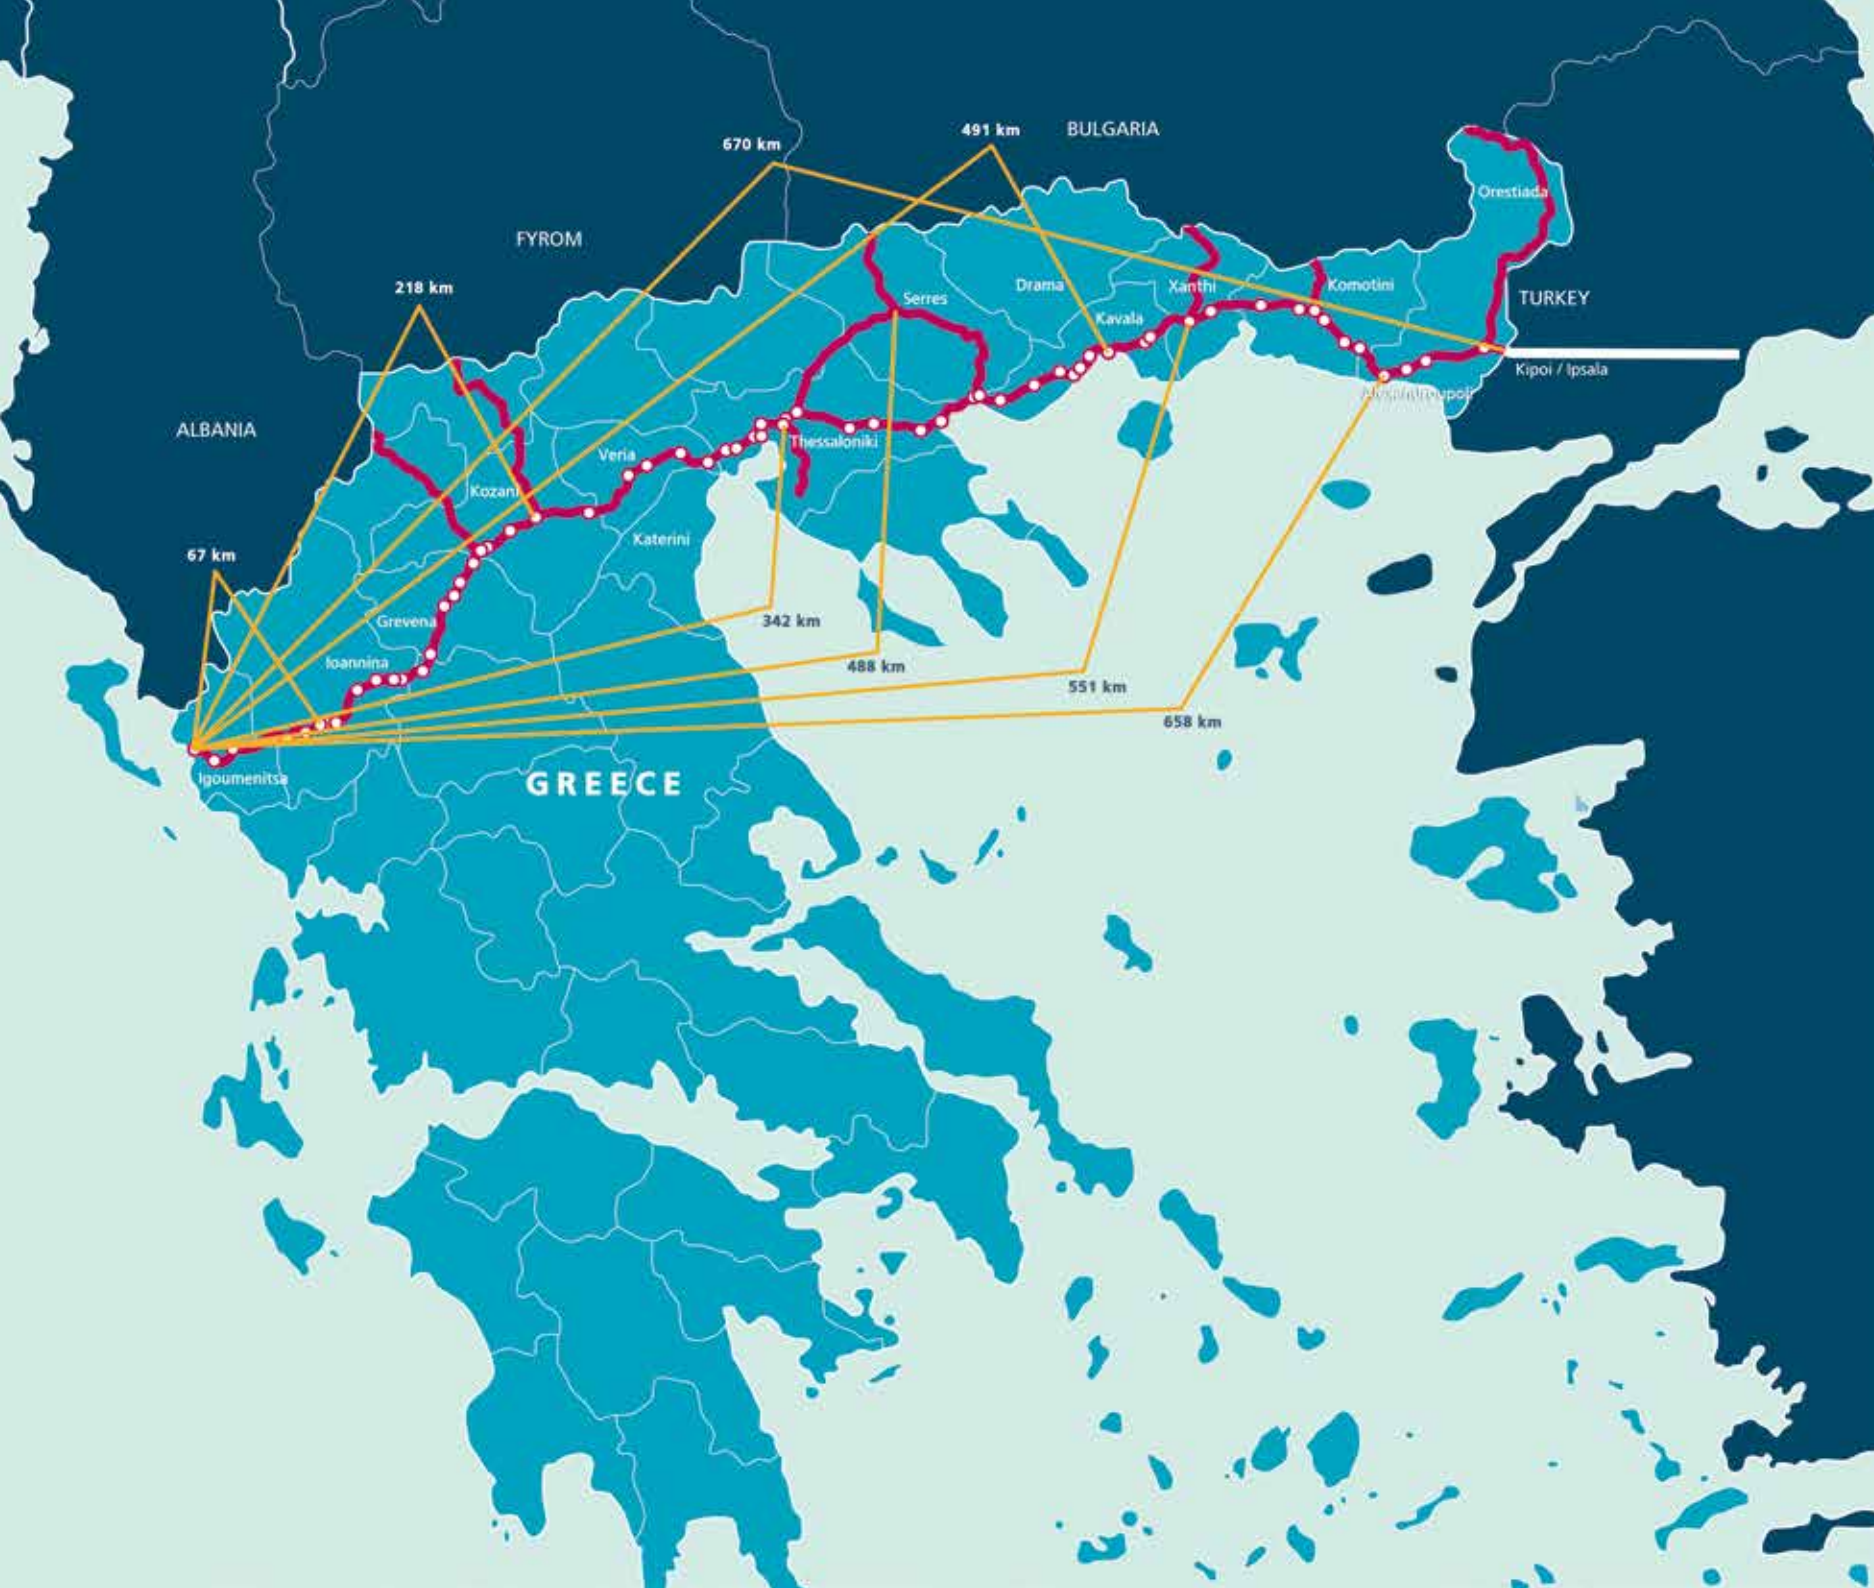 BULGARIA
491 km
670 km
Orestiada
FYROM
218 km
Drama
Xanthi
Komotini
Serres
TURKEY
Kavala
Kipoi / Ipsala
ALBANIA
Thessaloniki
Veria
Kozani
Katerini
67 km
342 km
Grevena
Ioannina
488 km
551 km
658 km
Igoumenitsa
GREECE